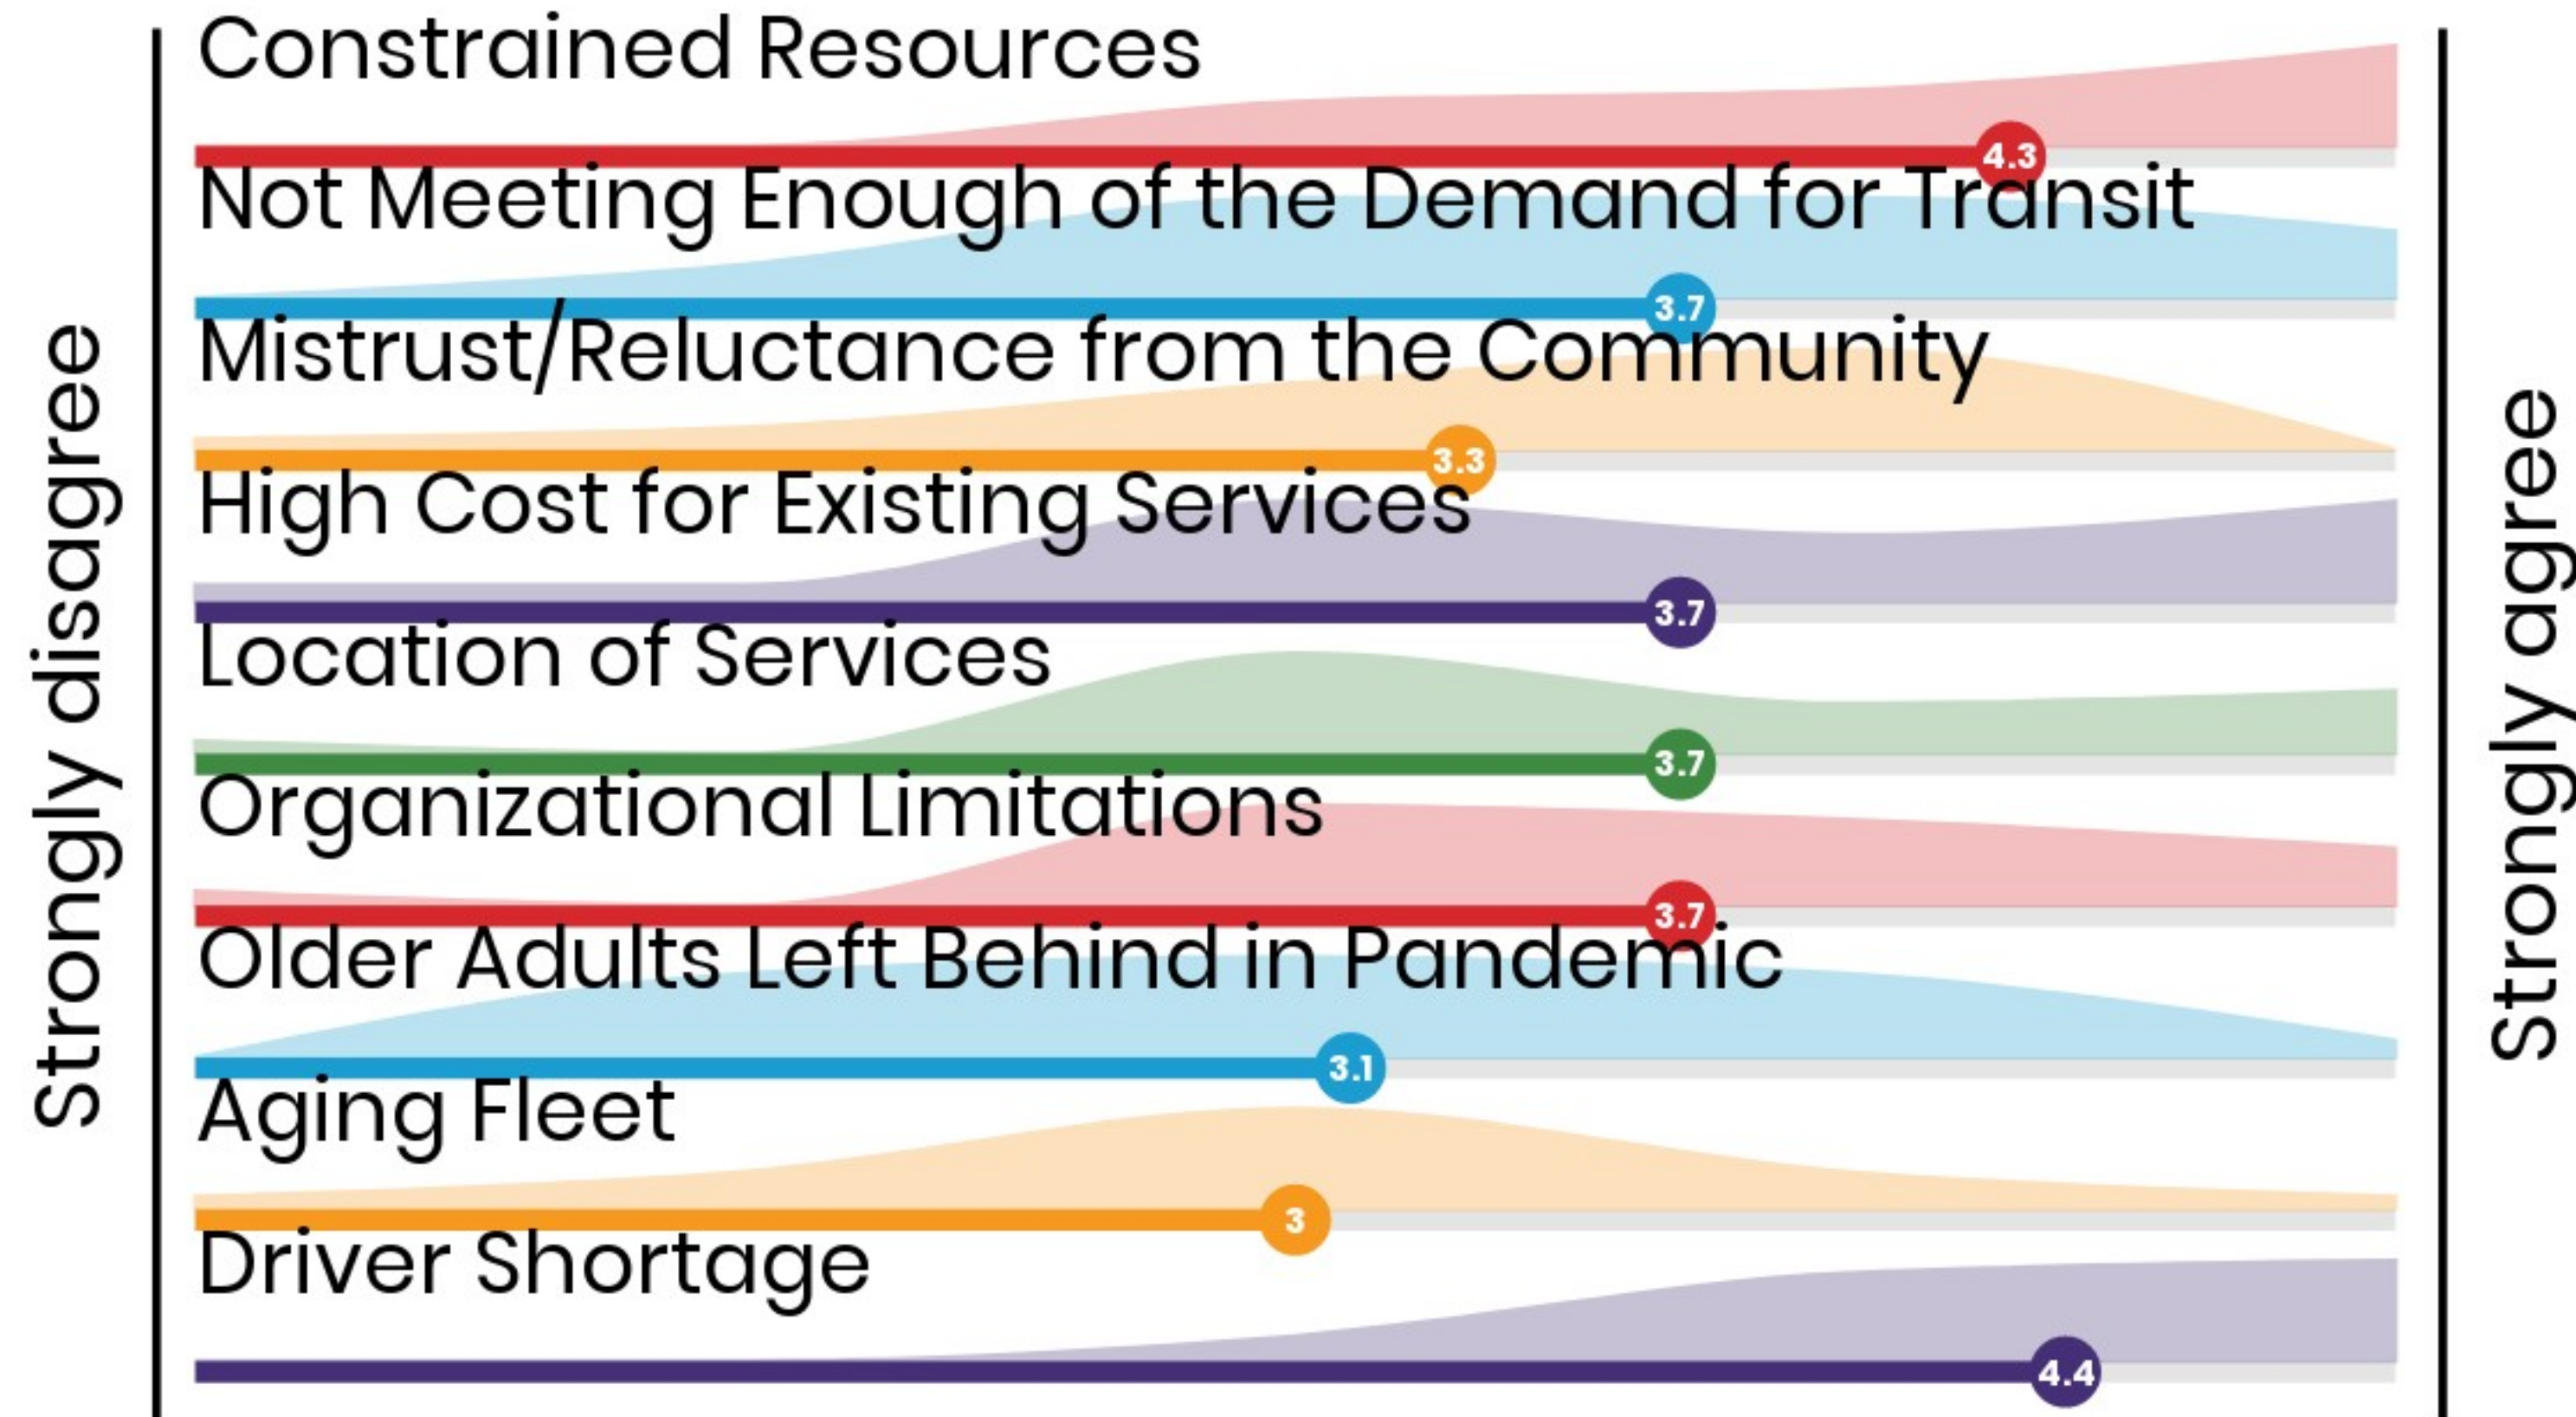 Strongly disagree
Constrained Resources
4.3
Not Meeting Enough of the Demand for Transit
3.7
Mistrust/Reluctance from the Community
3.3
High Cost for Existing Services
3.7
Location of Services
3.7
Organizational Limitations
3.7
Older Adults Left Behind in Pandemic
3.1
Aging Fleet
3
Driver Shortage
4.4
Strongly agree